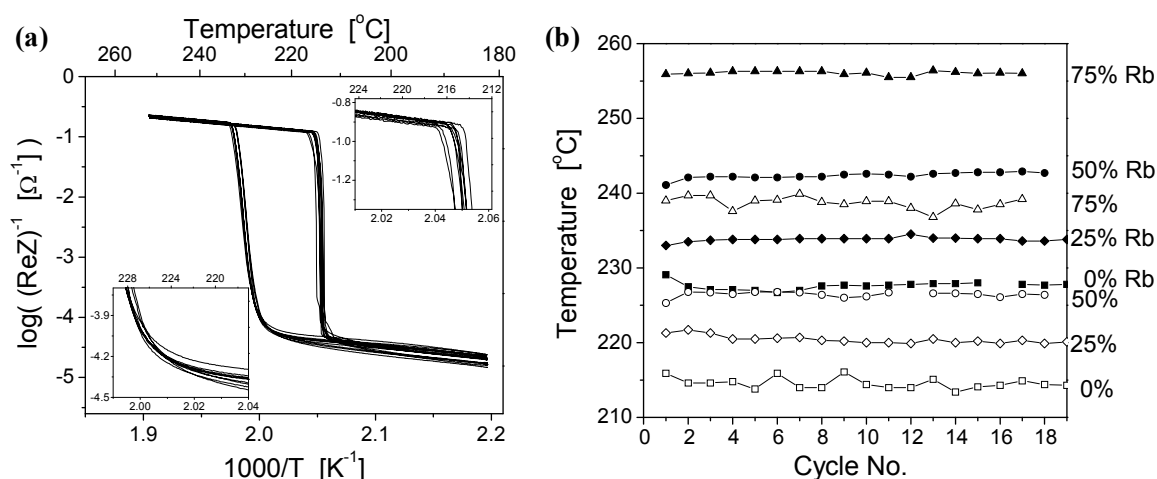 (a)
Temperature [°C]
260 240 220 200 180
0
-1
-2
-3
-4
-5
log( (ReZ)⁻¹ [Ω⁻¹] )
1.9 2.0 2.1 2.2
1000/T [K⁻¹]
224 220 216 212
-0.8
-1.0
-1.2
2.02 2.04 2.06
228 224 220
-3.9
-4.2
-4.5
2.00 2.02 2.04
(b)
260
250
240
230
220
210
Temperature [°C]
0 2 4 6 8 10 12 14 16 18
Cycle No.
75% Rb
50% Rb
75%
25% Rb
0% Rb
50%
25%
0%